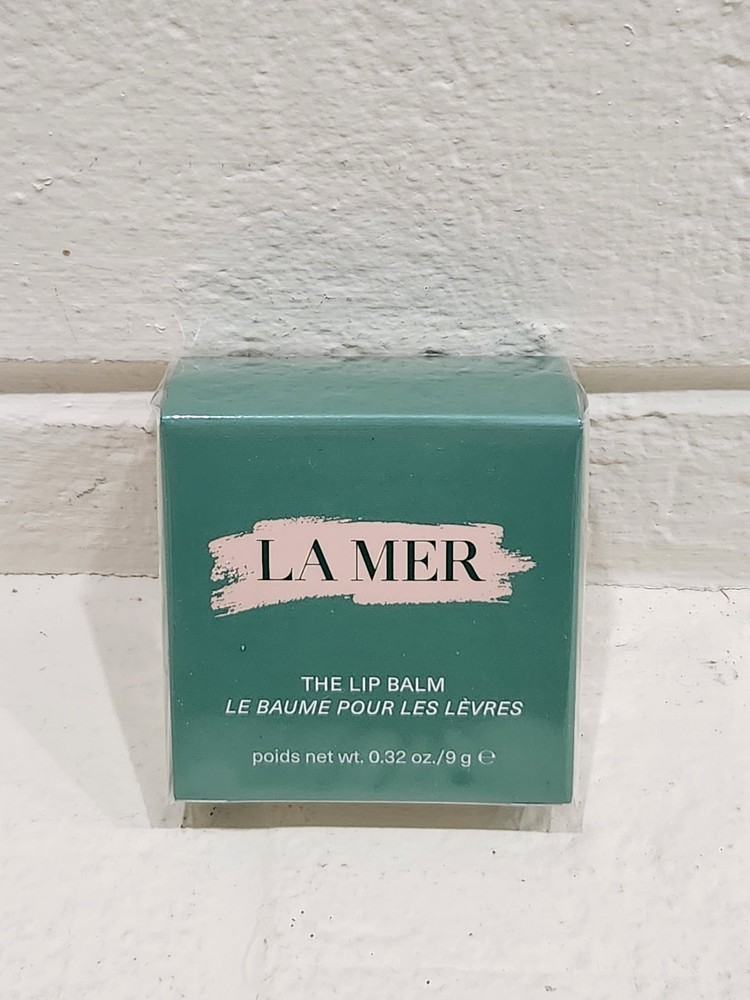 LA MER
THE LIP BALM
LE BAUME POUR LES LÈVRES
poids net wt. 0.32 oz./9 g ℮